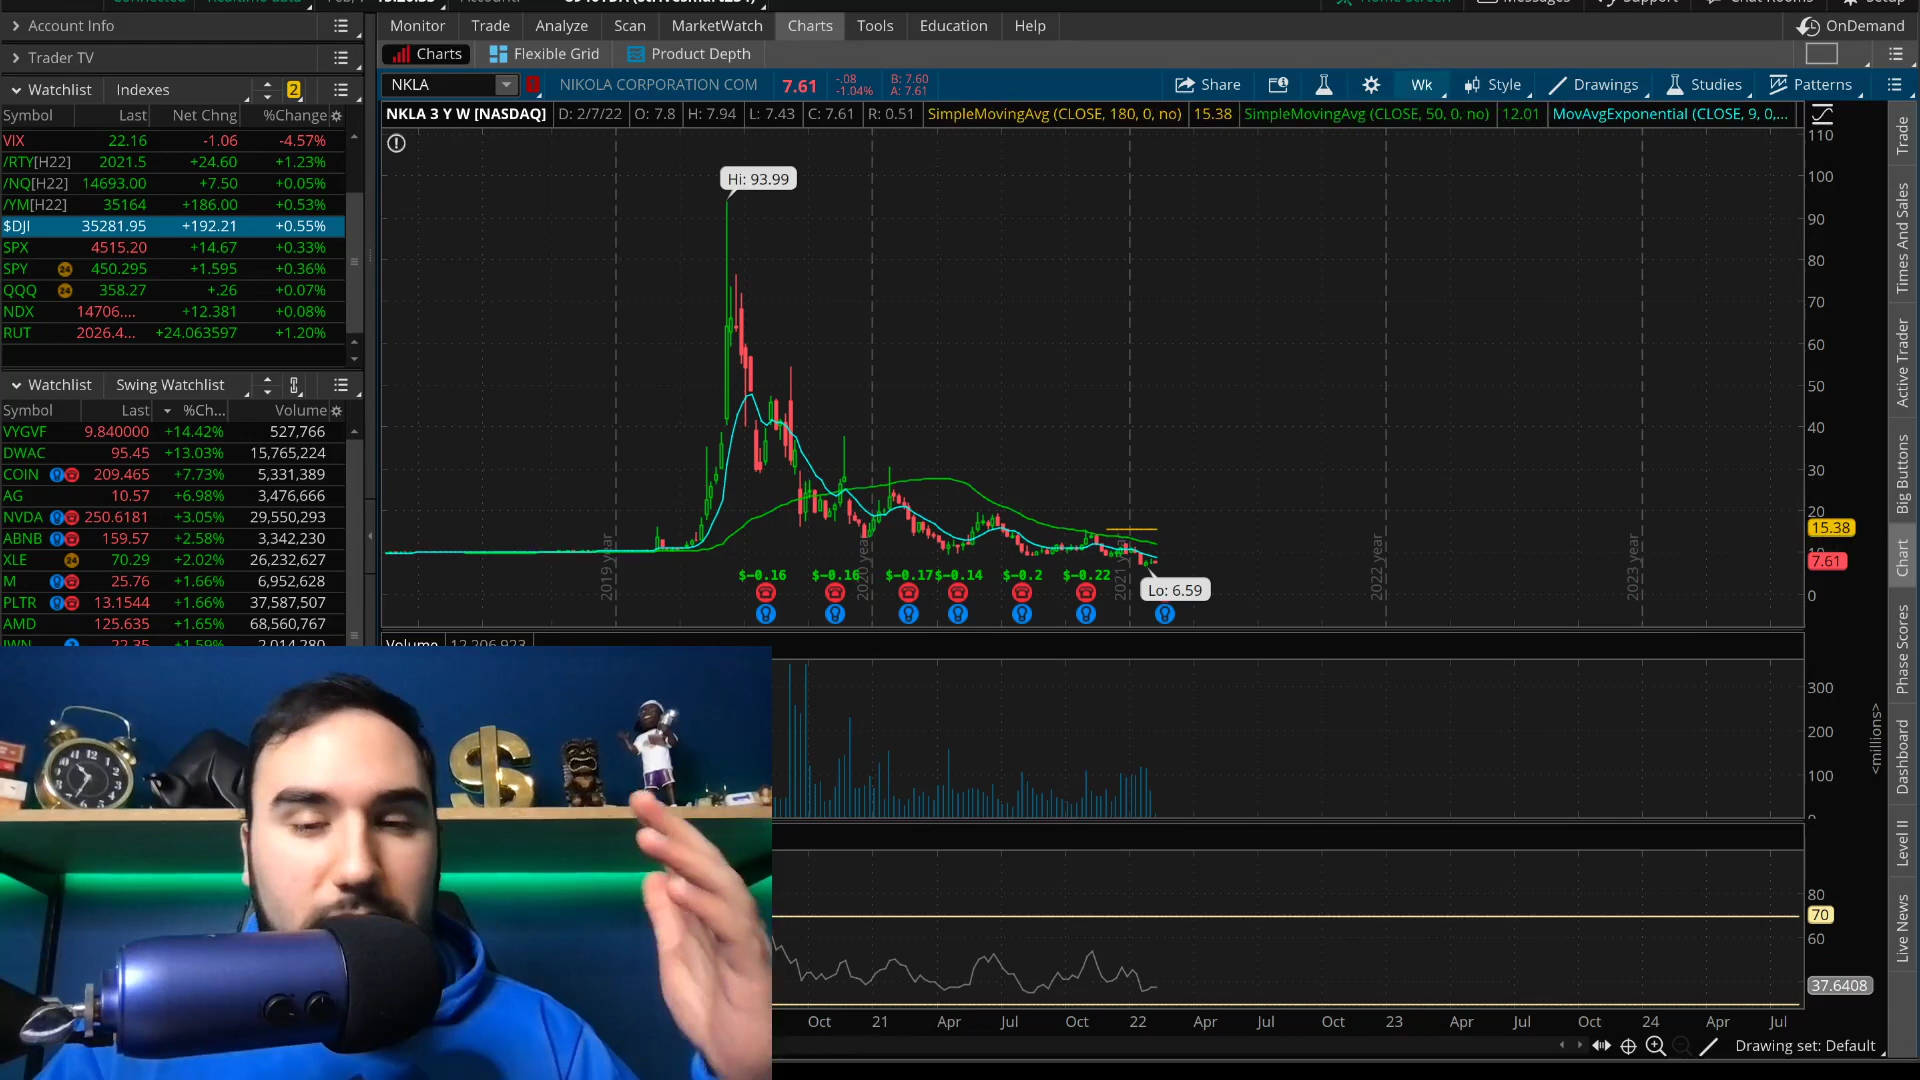 Account Info
Trader TV
Watchlist Indexes 2
Symbol Last Net Chng %Change
VIX 22.16 -1.06 -4.57%
/RTY[H22] 2021.5 +24.60 +1.23%
/NQ[H22] 14693.00 +7.50 +0.05%
/YM[H22] 35164 +186.00 +0.53%
$DJI 35281.95 +192.21 +0.55%
SPX 4515.20 +14.67 +0.33%
SPY 24 450.295 +1.595 +0.36%
QQQ 24 358.27 +.26 +0.07%
NDX 14706.... +12.381 +0.08%
RUT 2026.4... +24.063597 +1.20%
Watchlist Swing Watchlist
Symbol Last %Ch... Volume
VYGVF 9.840000 +14.42% 527,766
DWAC 95.45 +13.03% 15,765,224
COIN 209.465 +7.73% 5,331,389
AG 10.57 +6.98% 3,476,666
NVDA 250.6181 +3.05% 29,550,293
ABNB 159.57 +2.58% 3,342,230
XLE 24 70.29 +2.02% 26,232,627
M 25.76 +1.66% 6,952,628
PLTR 13.1544 +1.66% 37,587,507
AMD 125.635 +1.65% 68,560,767
Monitor Trade Analyze Scan MarketWatch Charts Tools Education Help
OnDemand
Charts Flexible Grid Product Depth
NKLA NIKOLA CORPORATION COM 7.61 -.08 B: 7.60
-1.04% A: 7.61
Share Wk Style Drawings Studies Patterns
NKLA 3 Y W [NASDAQ] D: 2/7/22 O: 7.8 H: 7.94 L: 7.43 C: 7.61 R: 0.51 SimpleMovingAvg (CLOSE, 180, 0, no) 15.38 SimpleMovingAvg (CLOSE, 50, 0, no) 12.01 MovAvgExponential (CLOSE, 9, 0,...
110
Hi: 93.99
100
90
80
70
60
50
40
30
20
15.38
7.61
0
2019 year
2020 year
2021 year
2022 year
2023 year
$-0.16 $-0.16 $-0.17 $-0.14 $-0.2 $-0.22
Lo: 6.59
Volume 12,206,923
300
200
100
<millions>
80
70
60
37.6408
Oct 21 Apr Jul Oct 22 Apr Jul Oct 23 Apr Jul Oct 24 Apr Jul
Drawing set: Default
Trade
Times And Sales
Active Trader
Big Buttons
Chart
Phase Scores
Dashboard
Level II
Live News